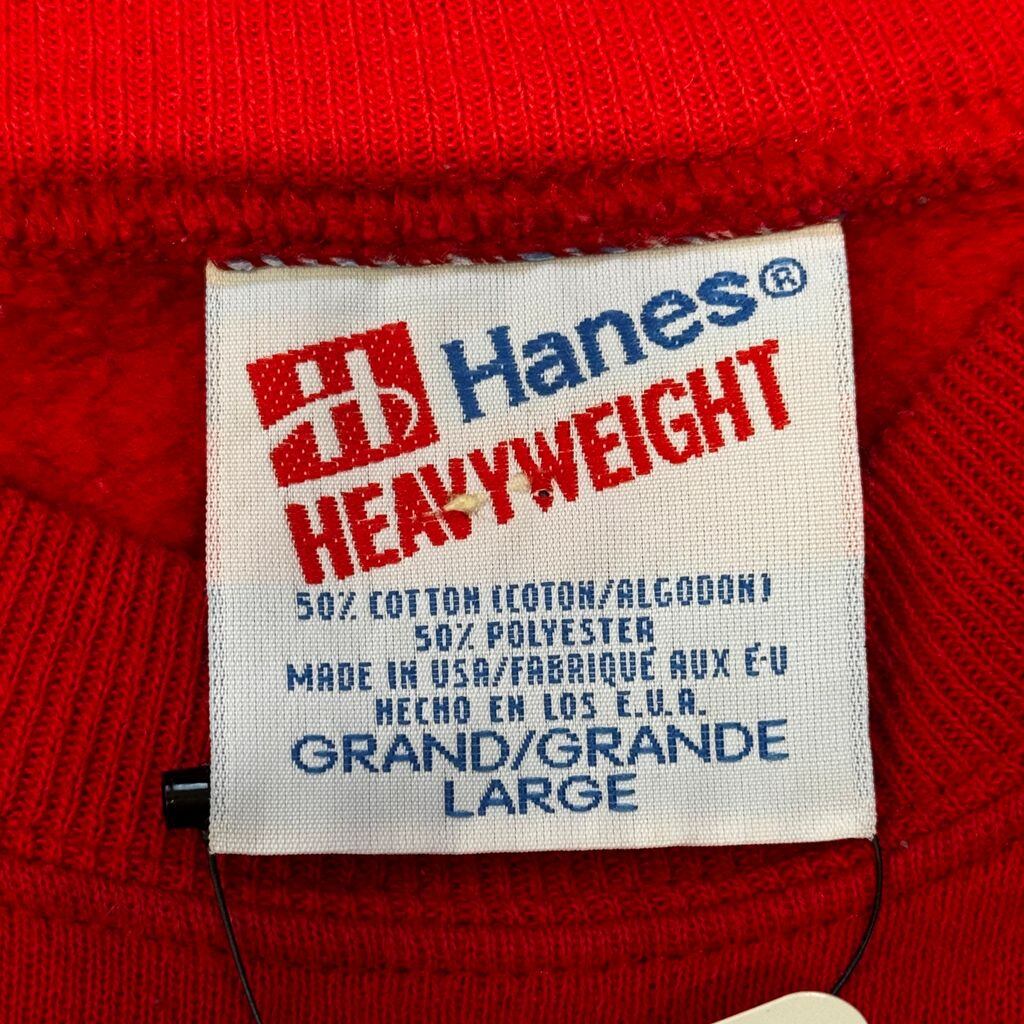 Hanes®
HEAVYWEIGHT
50% COTTON (COTON/ALGODON)
50% POLYESTER
MADE IN USA/FABRIQUÉ AUX É-U
HECHO EN LOS E.U.A.
GRAND/GRANDE
LARGE